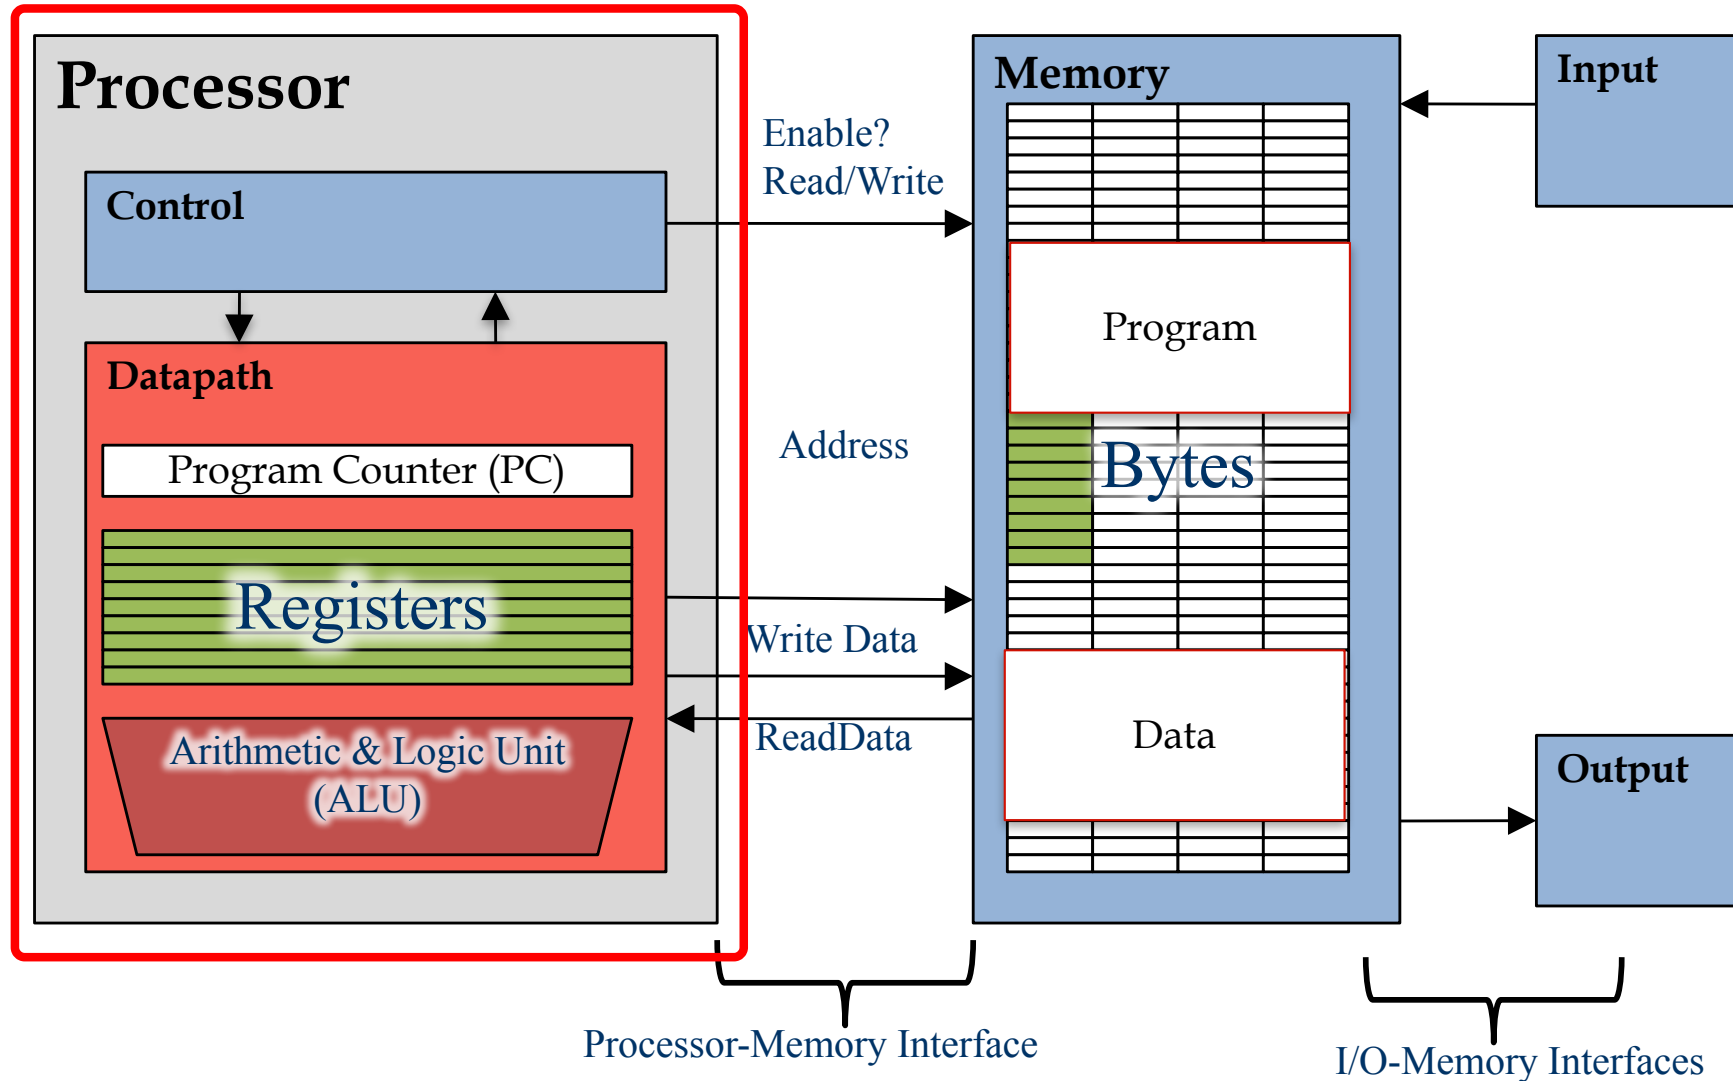 Processor
Control
Datapath
Program Counter (PC)
Registers
Arithmetic & Logic Unit
(ALU)
Enable?
Read/Write
Address
Write Data
ReadData
Processor-Memory Interface
Memory
Program
Bytes
Data
Input
Output
I/O-Memory Interfaces